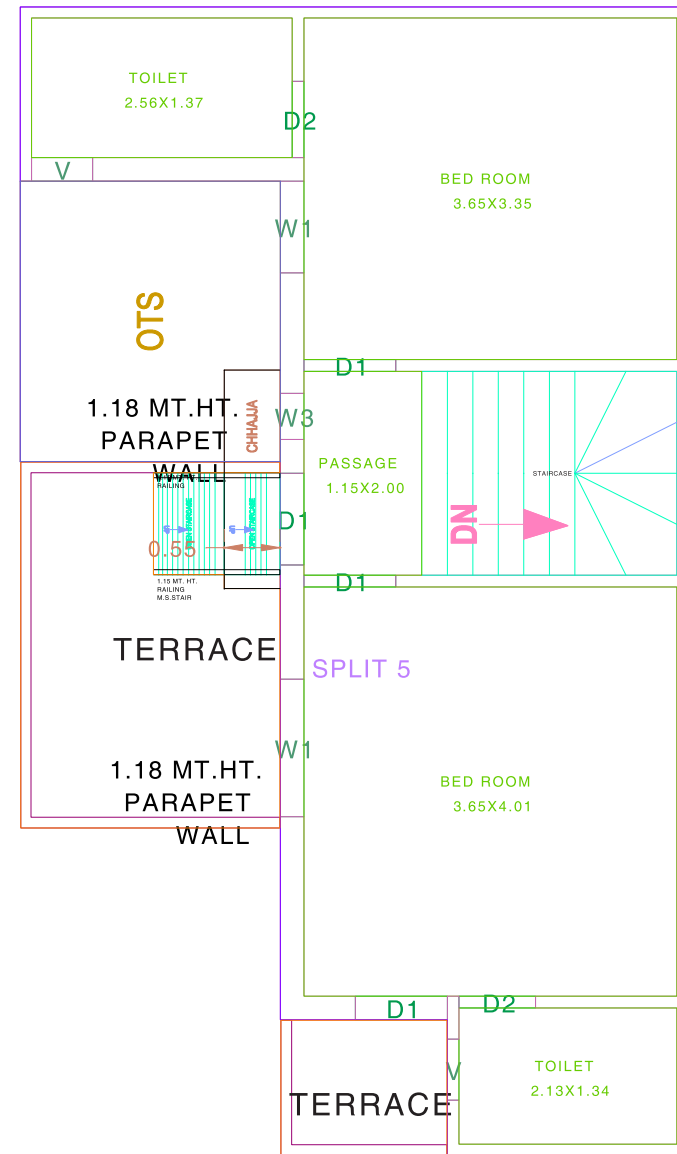 TOILET
2.56X1.37
D2
V
BED ROOM
3.65X3.35
W1
OTS
D1
1.18 MT.HT.
PARAPET
WALL
CHHAJJA
W3
PASSAGE
1.15X2.00
STAIRCASE
DN
RAILING
D1
0.55
D1
1.15 MT. HT.
RAILING
M.S.STAIR
TERRACE
SPLIT 5
W1
1.18 MT.HT.
PARAPET
WALL
BED ROOM
3.65X4.01
D1
D2
V
TOILET
2.13X1.34
TERRACE